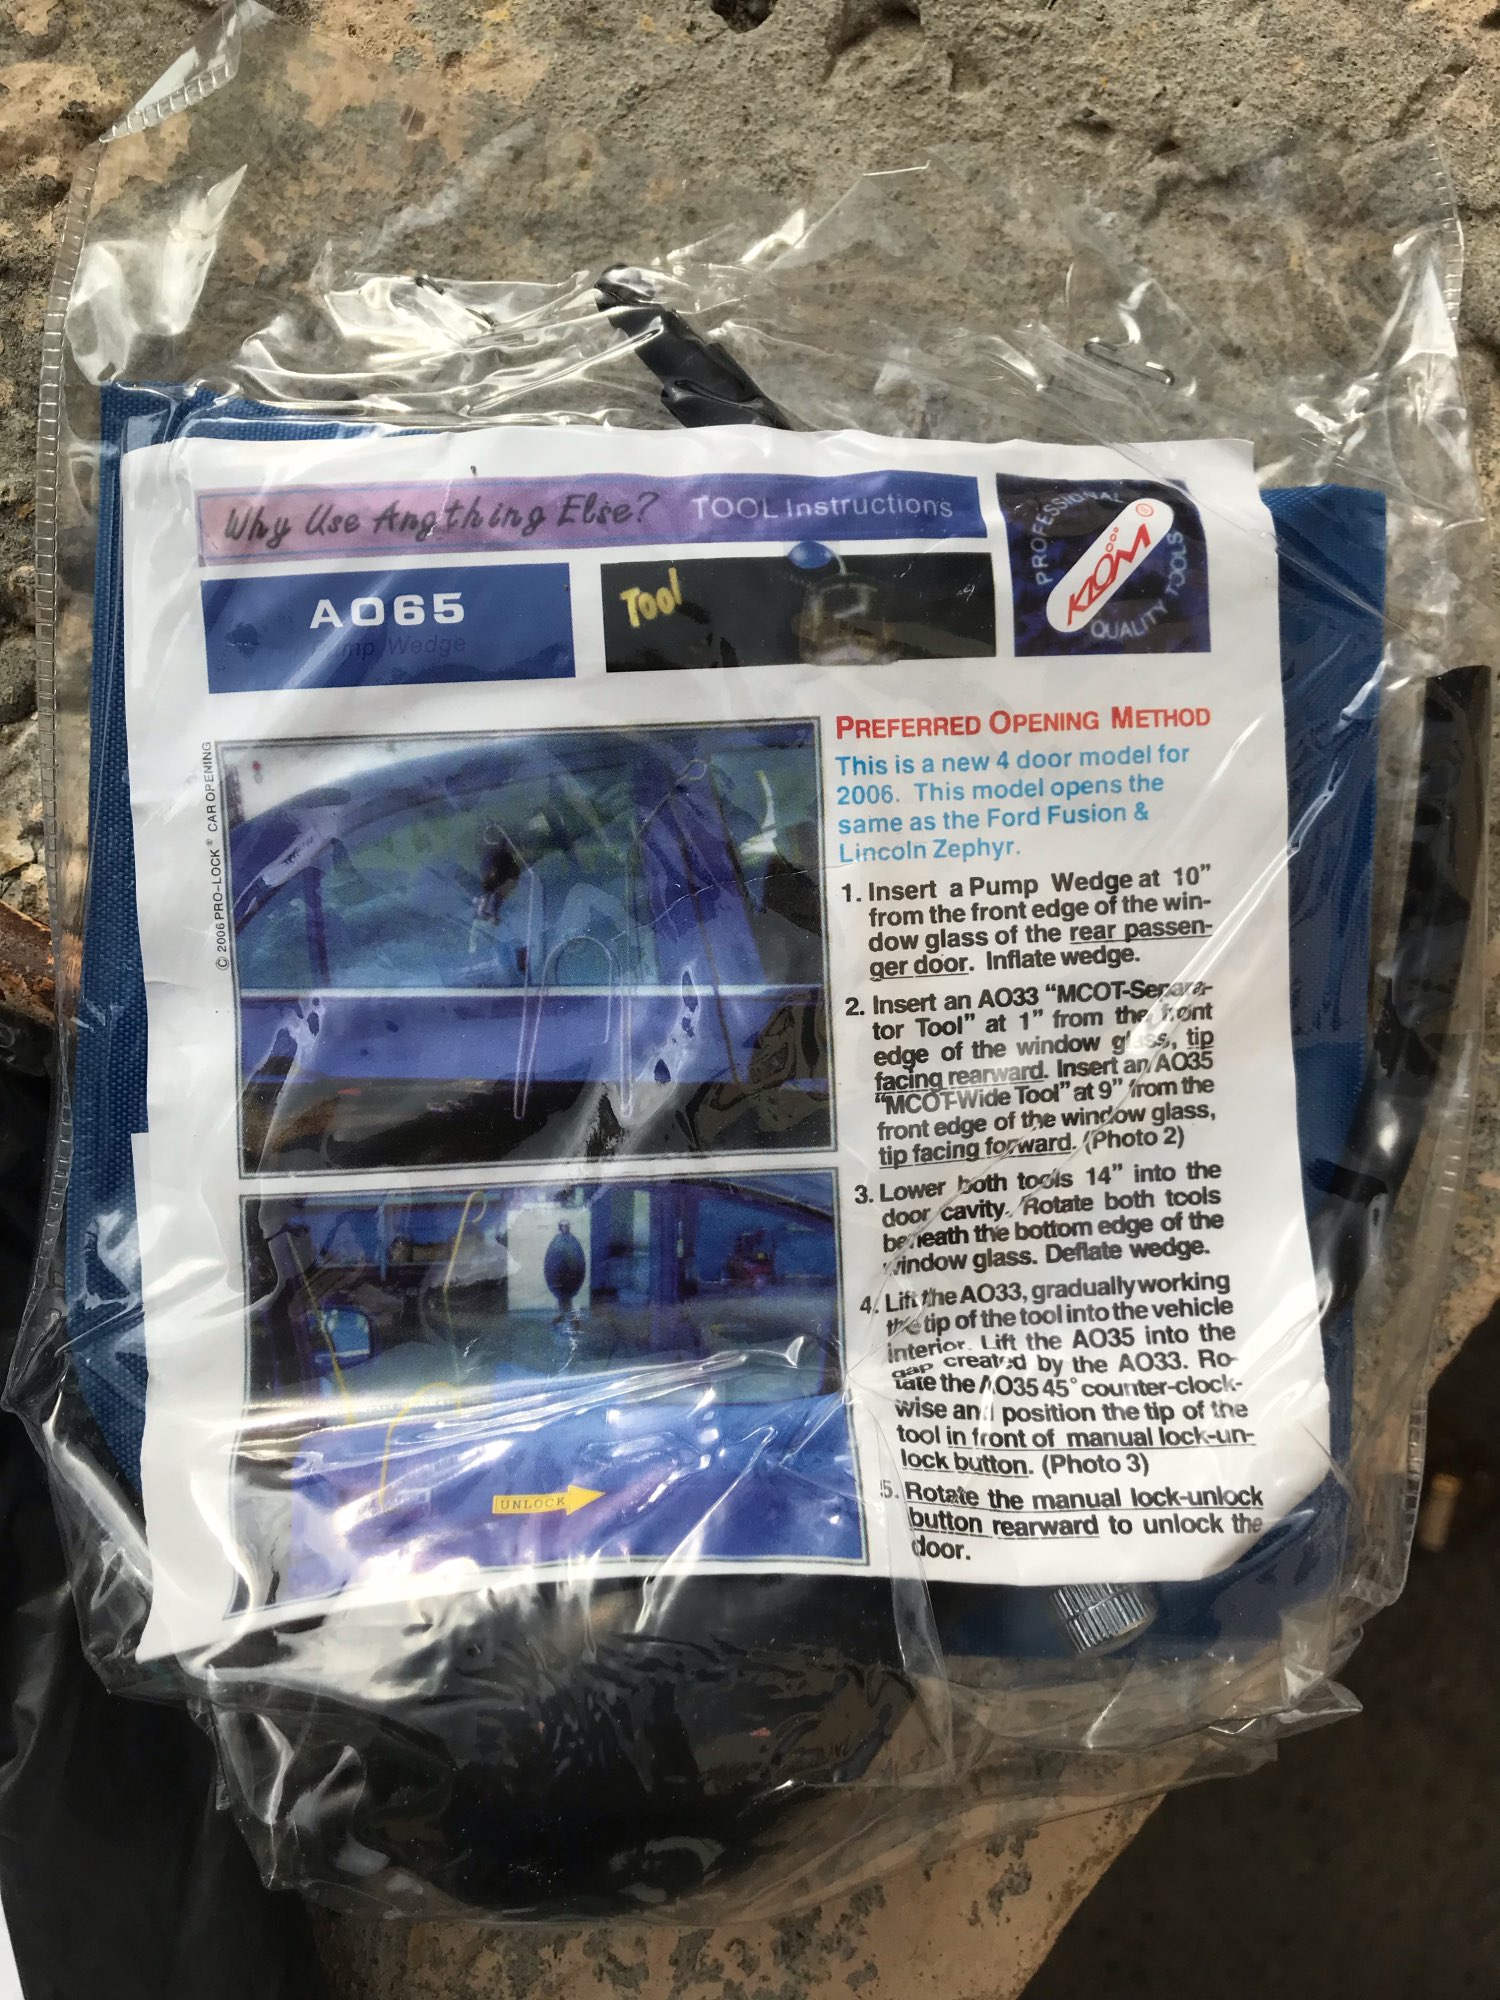 Why Use Angthing Else? TOOL Instructions
PROFESSIONAL
KLOM®
QUALITY TOOLS
AO65
Pump Wedge
Tool
© 2006 PRO-LOCK® CAR OPENING
PREFERRED OPENING METHOD
This is a new 4 door model for
2006. This model opens the
same as the Ford Fusion &
Lincoln Zephyr.
1. Insert a Pump Wedge at 10”
from the front edge of the win-
dow glass of the rear passen-
ger door. Inflate wedge.
2. Insert an AO33 “MCOT-Separa-
tor Tool” at 1” from the front
edge of the window glass, tip
facing rearward. Insert an AO35
“MCOT-Wide Tool” at 9” from the
front edge of the window glass,
tip facing forward. (Photo 2)
3. Lower both tools 14” into the
door cavity. Rotate both tools
beneath the bottom edge of the
window glass. Deflate wedge.
4. Lift the AO33, gradually working
the tip of the tool into the vehicle
interior. Lift the AO35 into the
gap created by the AO33. Ro-
tate the AO35 45° counter-clock-
wise and position the tip of the
tool in front of manual lock-un-
lock button. (Photo 3)
5. Rotate the manual lock-unlock
button rearward to unlock the
door.
UNLOCK